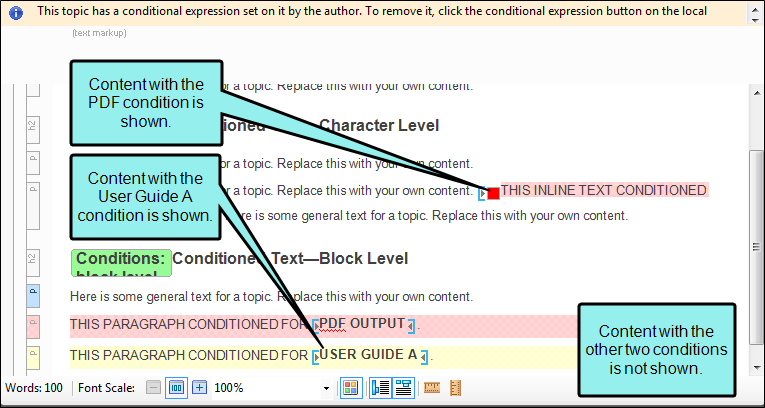 This topic has a conditional expression set on it by the author. To remove it, click the conditional expression button on the local
(text markup)
Content with the
PDF condition is
shown.
r a topic. Replace this with your own content.
h2
tioned
Character Level
p
r a topic. Replace this with your own content.
Content with the
User Guide A
condition is shown.
p
r a topic. Replace this with your own content.
THIS INLINE TEXT CONDITIONED
p
ere is some general text for a topic. Replace this with your own content.
h2
Conditions:
block level
Conditioned Text—Block Level
p
Here is some general text for a topic. Replace this with your own content.
p
THIS PARAGRAPH CONDITIONED FOR PDF OUTPUT .
p
THIS PARAGRAPH CONDITIONED FOR USER GUIDE A .
Content with the
other two conditions
is not shown.
Words: 100 Font Scale: 100 100%